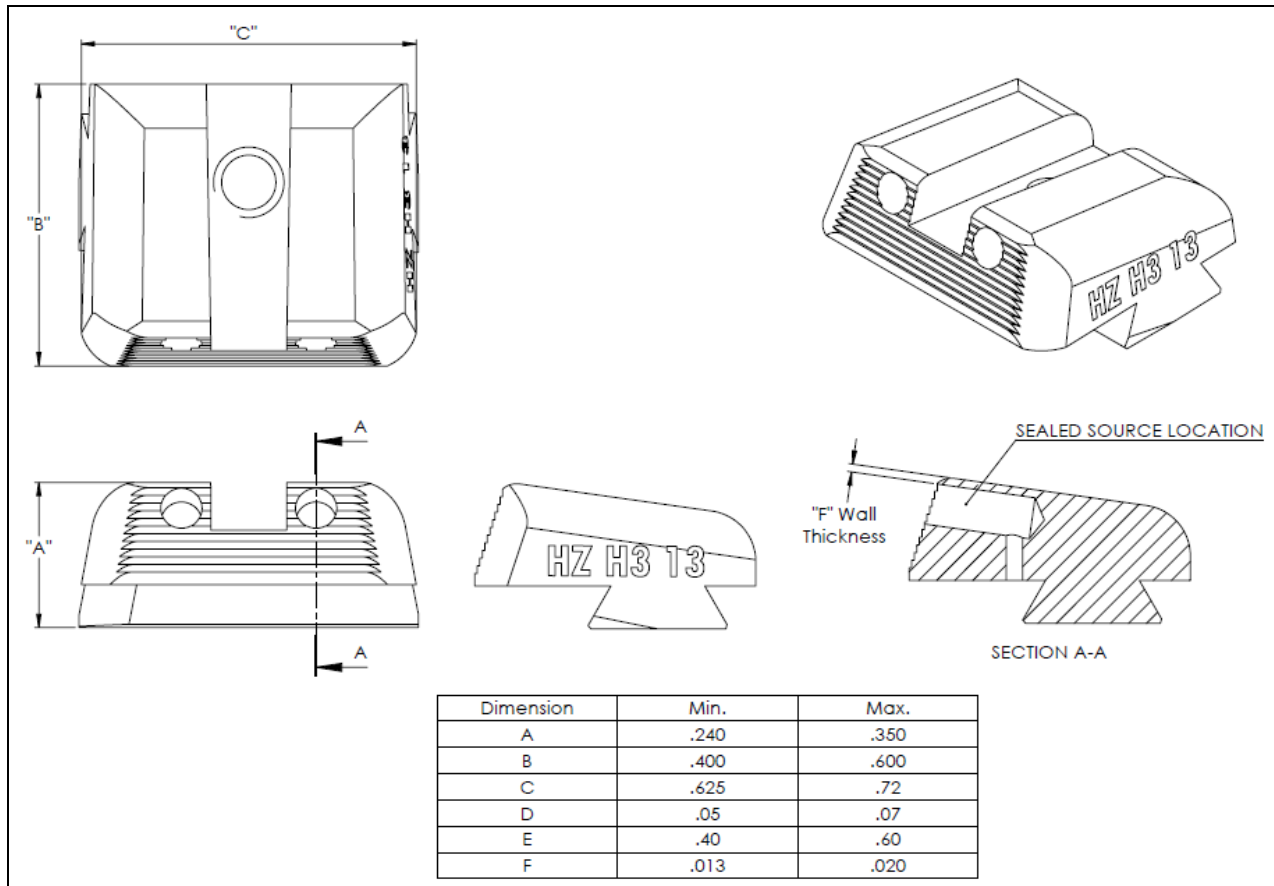 "C"
"B"
HZ H3 13
A
"A"
HZ H3 13
A
SEALED SOURCE LOCATION
"F" Wall
Thickness
SECTION A-A
Dimension Min. Max.
A .240 .350
B .400 .600
C .625 .72
D .05 .07
E .40 .60
F .013 .020